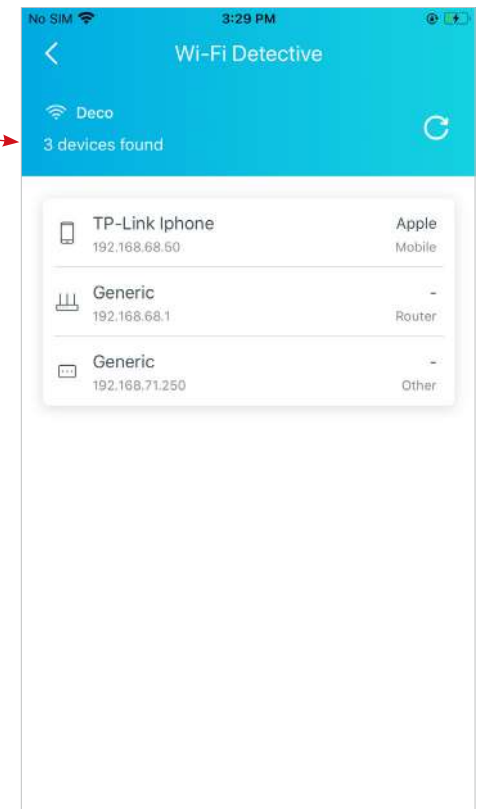 No SIM 3:29 PM
Wi-Fi Detective
Deco
3 devices found
TP-Link Iphone Apple
192.168.68.50 Mobile
Generic -
192.168.68.1 Router
Generic -
192.168.71.250 Other